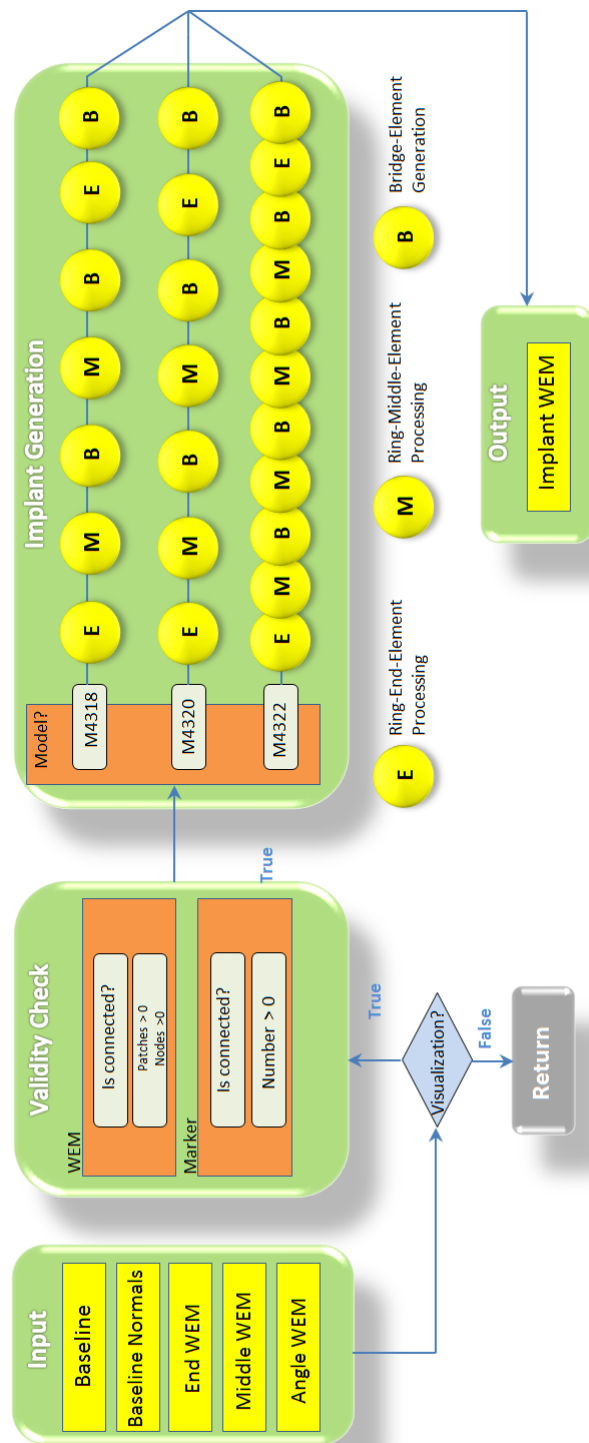 Input
Baseline
Baseline Normals
End WEM
Middle WEM
Angle WEM
Visualization?
True
False
Return
Validity Check
WEM
Is connected?
Patches > 0
Nodes >0
Marker
Is connected?
Number > 0
True
Implant Generation
Model?
M4318
E
M
B
M
B
E
B
M4320
E
M
B
M
B
E
B
M4322
E
M
B
M
B
M
B
M
B
E
B
E
Ring-End-Element
Processing
M
Ring-Middle-Element
Processing
B
Bridge-Element
Generation
Output
Implant WEM